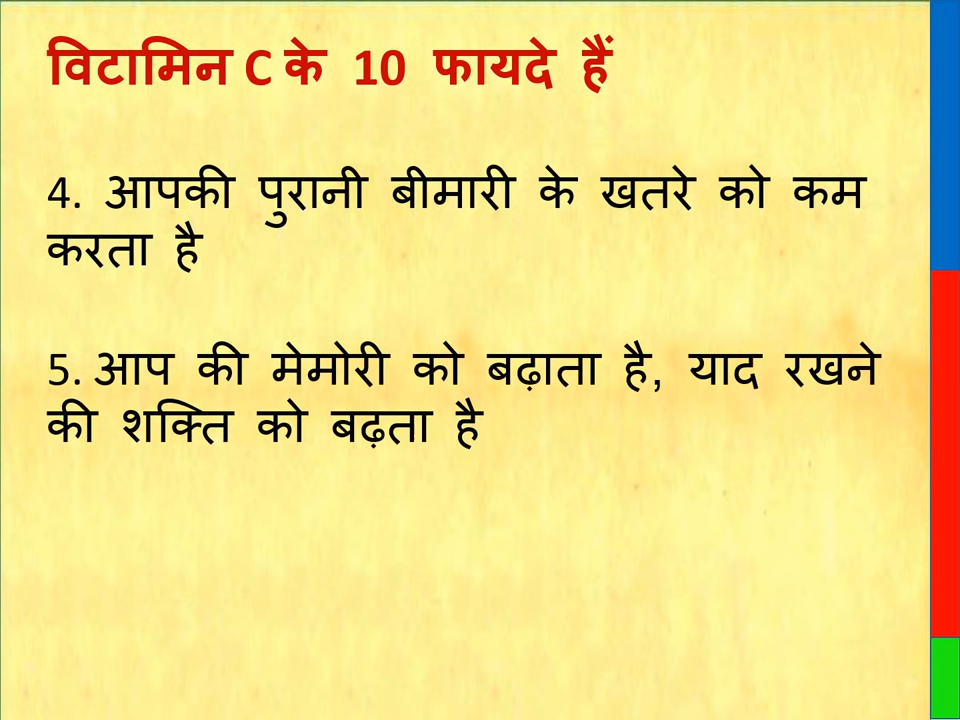 विटामिन C के 10 फायदे हैं
4. आपकी पुरानी बीमारी के खतरे को कम
करता है
5. आप की मेमोरी को बढ़ाता है, याद रखने
की शक्ति को बढ़ता है